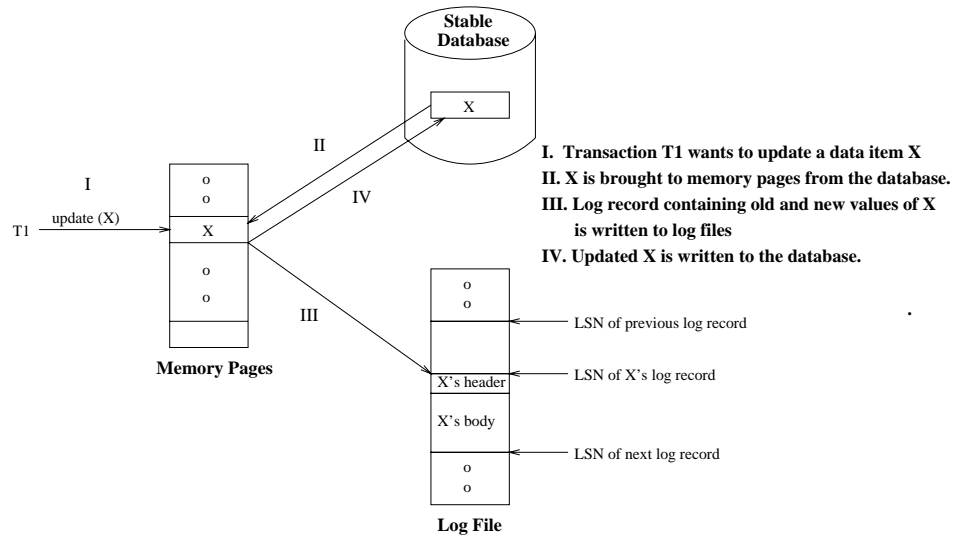 Stable
Database
X
II
I. Transaction T1 wants to update a data item X
II. X is brought to memory pages from the database.
III. Log record containing old and new values of X
is written to log files
IV. Updated X is written to the database.
I
IV
o
o
update (X)
T1
X
o
o
III
Memory Pages
o
o
LSN of previous log record
.
LSN of X's log record
X's header
X's body
LSN of next log record
o
o
Log File